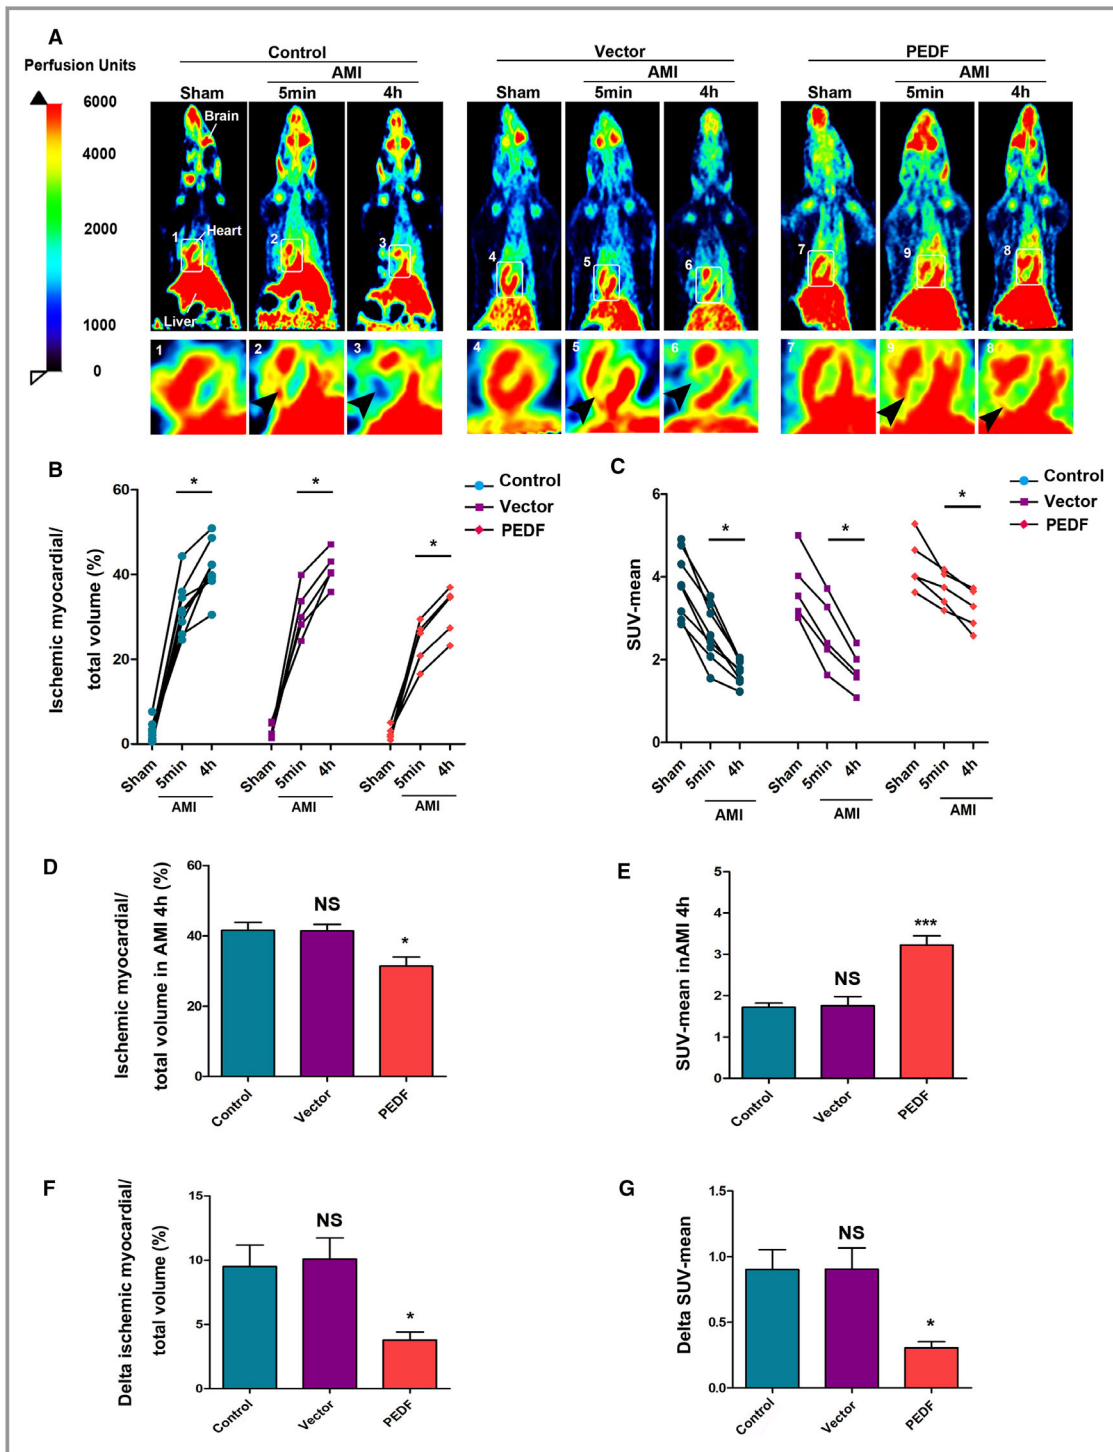 A
Perfusion Units
6000
4000
2000
1000
0
Control
AMI
Sham 5min 4h
Brain
1 Heart
Liver
2
3
1 2 3
Vector
AMI
Sham 5min 4h
4
5
6
4 5 6
PEDF
AMI
Sham 5min 4h
7
9
8
7 9 8
B
Ischemic myocardial/
total volume (%)
60
40
20
0
* * *
Control
Vector
PEDF
Sham 5min 4h Sham 5min 4h Sham 5min 4h
AMI AMI AMI
C
SUV-mean
6
4
2
0
* * *
Control
Vector
PEDF
Sham 5min 4h Sham 5min 4h Sham 5min 4h
AMI AMI AMI
D
Ischemic myocardial/
total volume in AMI 4h (%)
60
40
20
0
NS
*
Control Vector PEDF
E
SUV-mean inAMI 4h
5
4
3
2
1
0
NS
***
Control Vector PEDF
F
Delta ischemic myocardial/
total volume (%)
15
10
5
0
NS
*
Control Vector PEDF
G
Delta SUV-mean
1.5
1.0
0.5
0.0
NS
*
Control Vector PEDF